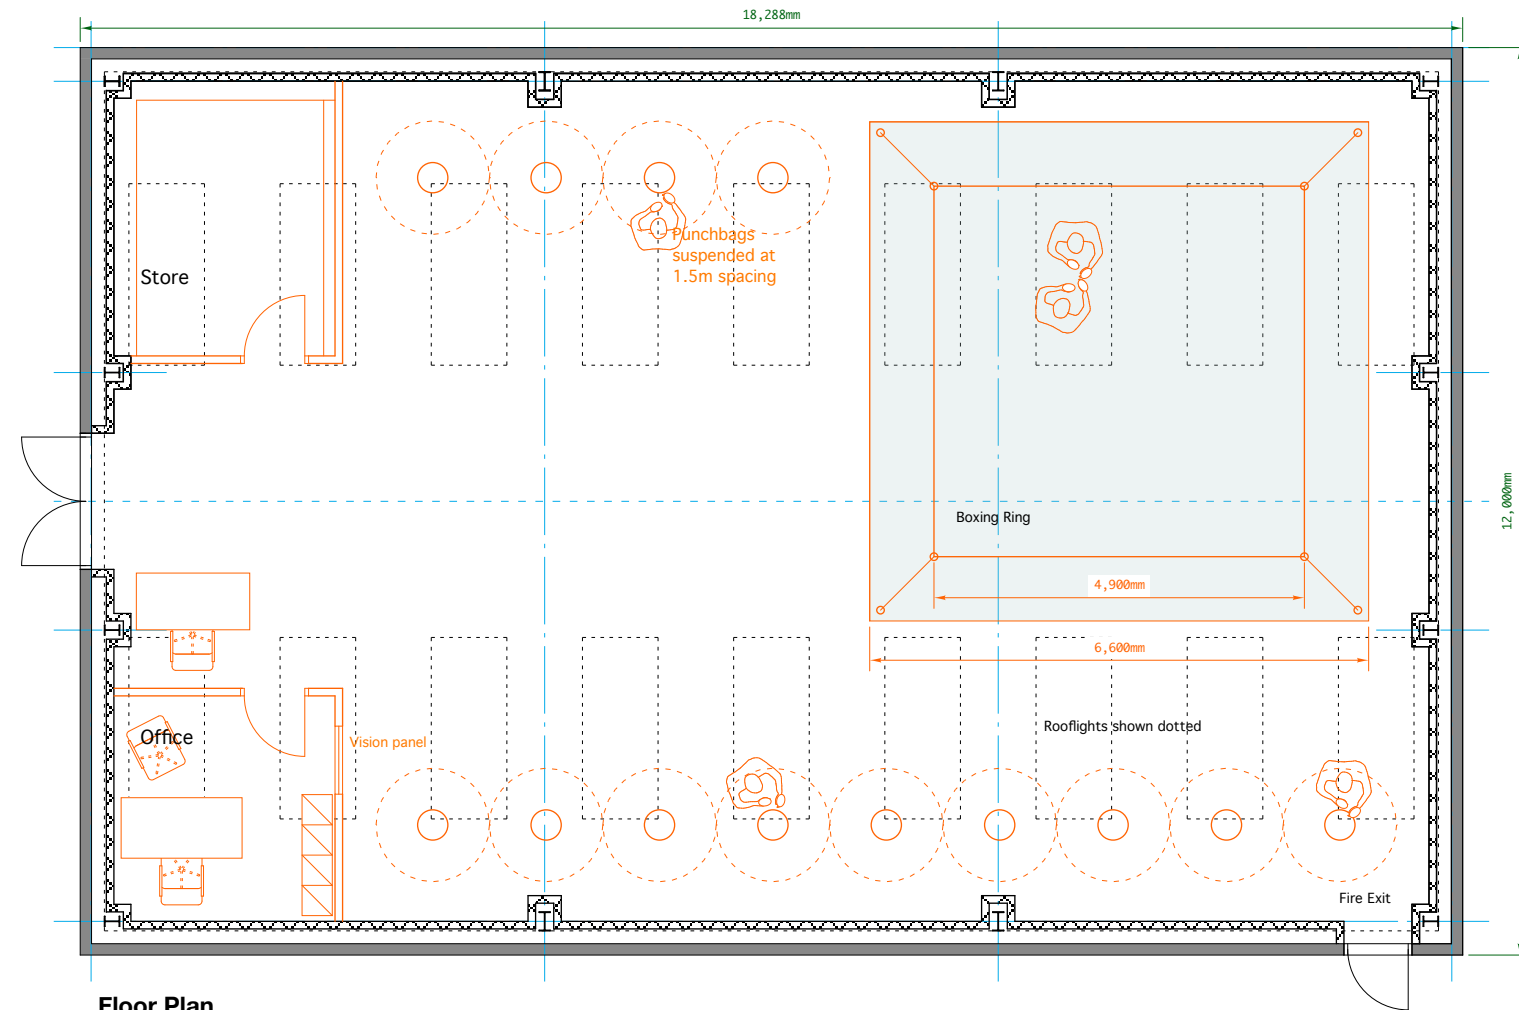 18,288mm
Punchbags
suspended at
1.5m spacing
Store
12,000mm
Boxing Ring
4,900mm
6,600mm
Rooflights shown dotted
Office
Vision panel
Fire Exit
Floor Plan